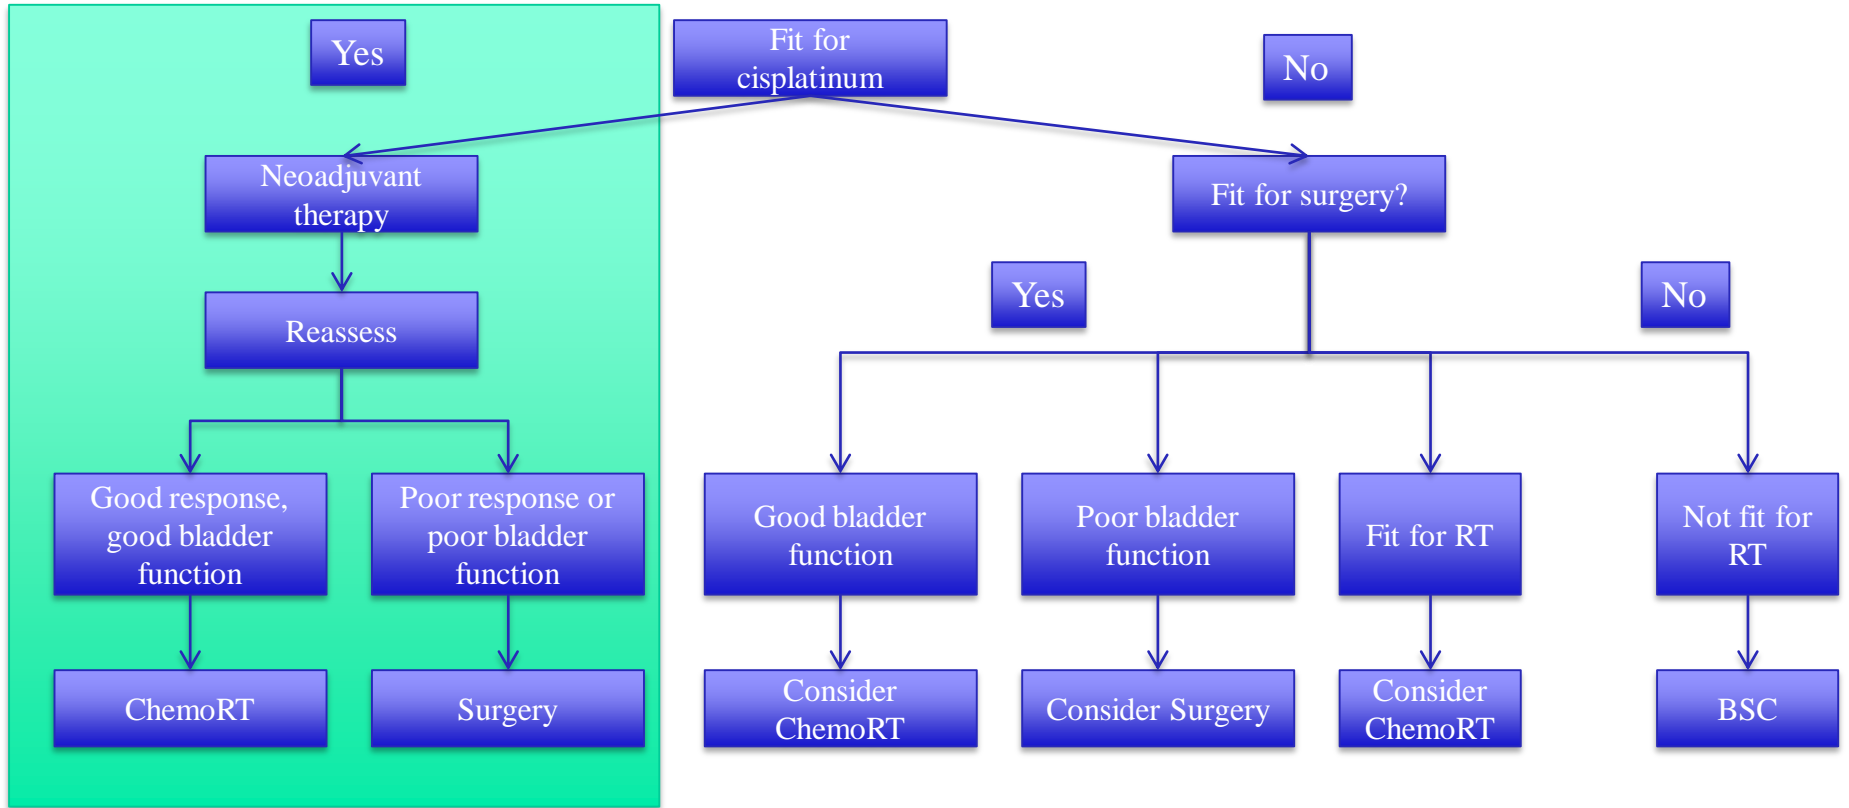 Yes
Fit for
cisplatinum
No
Neoadjuvant
therapy
Fit for surgery?
Yes
No
Reassess
Good response,
good bladder
function
Poor response or
poor bladder
function
Good bladder
function
Poor bladder
function
Fit for RT
Not fit for
RT
ChemoRT
Surgery
Consider
ChemoRT
Consider Surgery
Consider
ChemoRT
BSC